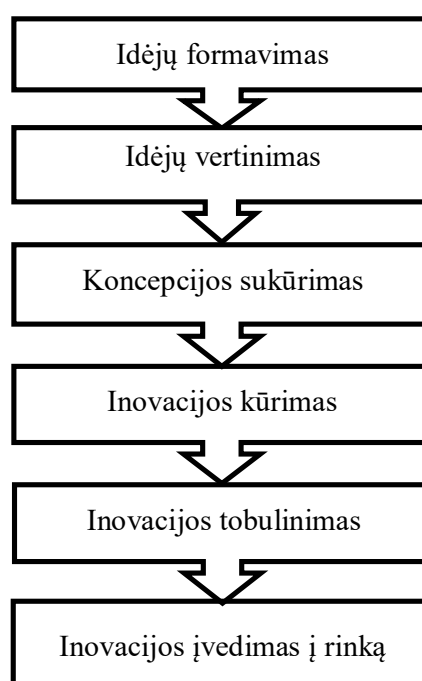 Idėjų formavimas
Idėjų vertinimas
Koncepcijos sukūrimas
Inovacijos kūrimas
Inovacijos tobulinimas
Inovacijos įvedimas į rinką